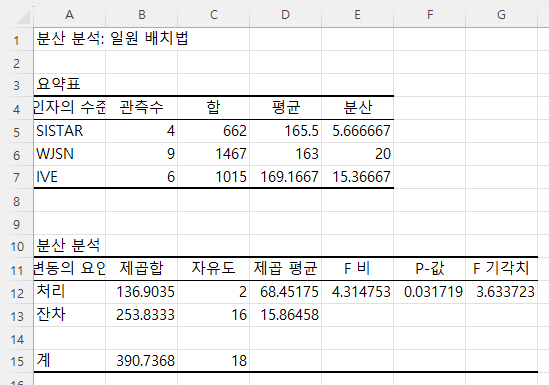 A B C D E F G
1 분산 분석: 일원 배치법
2
3 요약표
4 인자의 수준 관측수 합 평균 분산
5 SISTAR 4 662 165.5 5.666667
6 WJSN 9 1467 163 20
7 IVE 6 1015 169.1667 15.36667
8
9
10 분산 분석
11 변동의 요인 제곱합 자유도 제곱 평균 F 비 P-값 F 기각치
12 처리 136.9035 2 68.45175 4.314753 0.031719 3.633723
13 잔차 253.8333 16 15.86458
14
15 계 390.7368 18